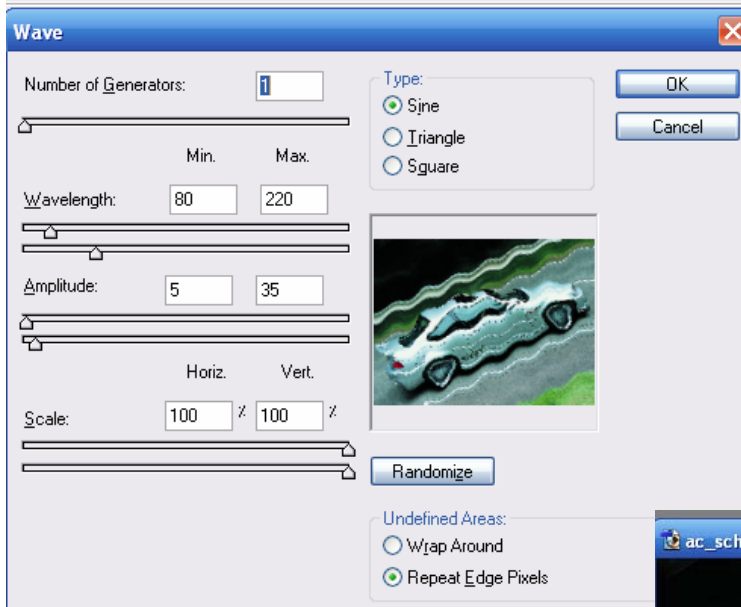 Wave
Number of Generators: 1
Min. Max.
Wavelength: 80 220
Amplitude: 5 35
Horiz. Vert.
Scale: 100 % 100 %
Type:
Sine
Triangle
Square
OK
Cancel
Randomize
Undefined Areas:
Wrap Around
Repeat Edge Pixels
ac_sch